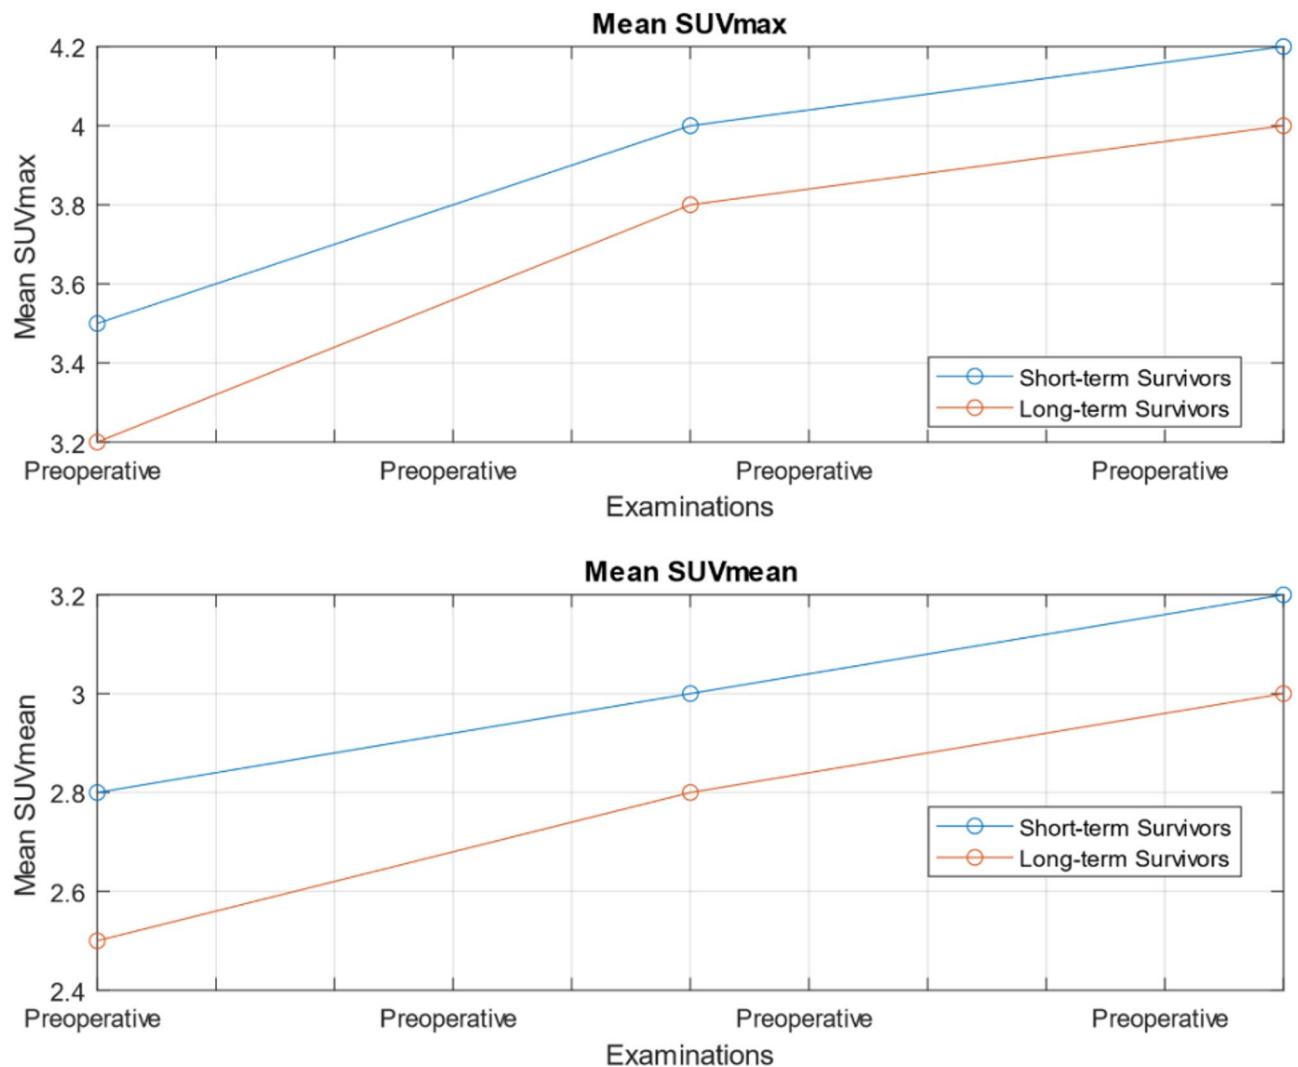 Mean SUVmax
4.2
4
3.8
3.6
3.4
3.2
Mean SUVmax
Short-term Survivors
Long-term Survivors
Preoperative Preoperative Preoperative Preoperative
Examinations
Mean SUVmean
3.2
3
2.8
2.6
2.4
Mean SUVmean
Short-term Survivors
Long-term Survivors
Preoperative Preoperative Preoperative Preoperative
Examinations